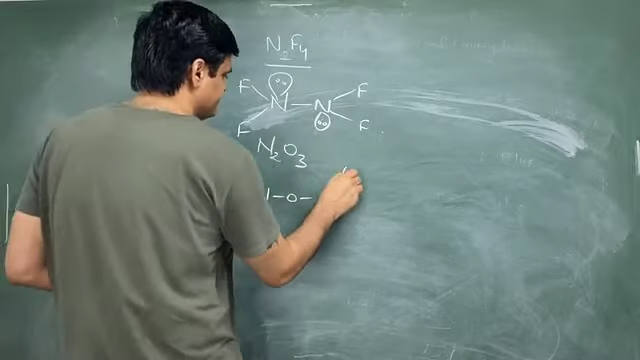 N2F4
F F
N — N
F F
N2O3
— O —